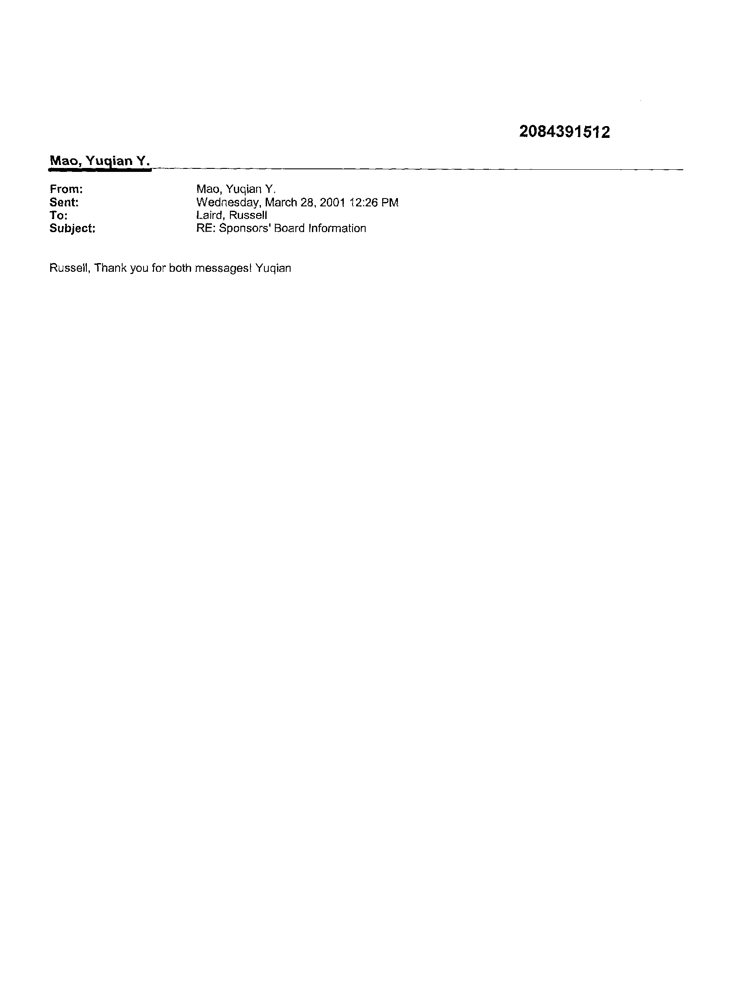 2084391512
Mao, Yuqian Y.
From: Mao, Yuqian Y.
Sent: Wednesday, March 28, 2001 12:26 PM
To: Laird, Russell
Subject: RE: Sponsors' Board Information
Russell, Thank you for both messages! Yuqian